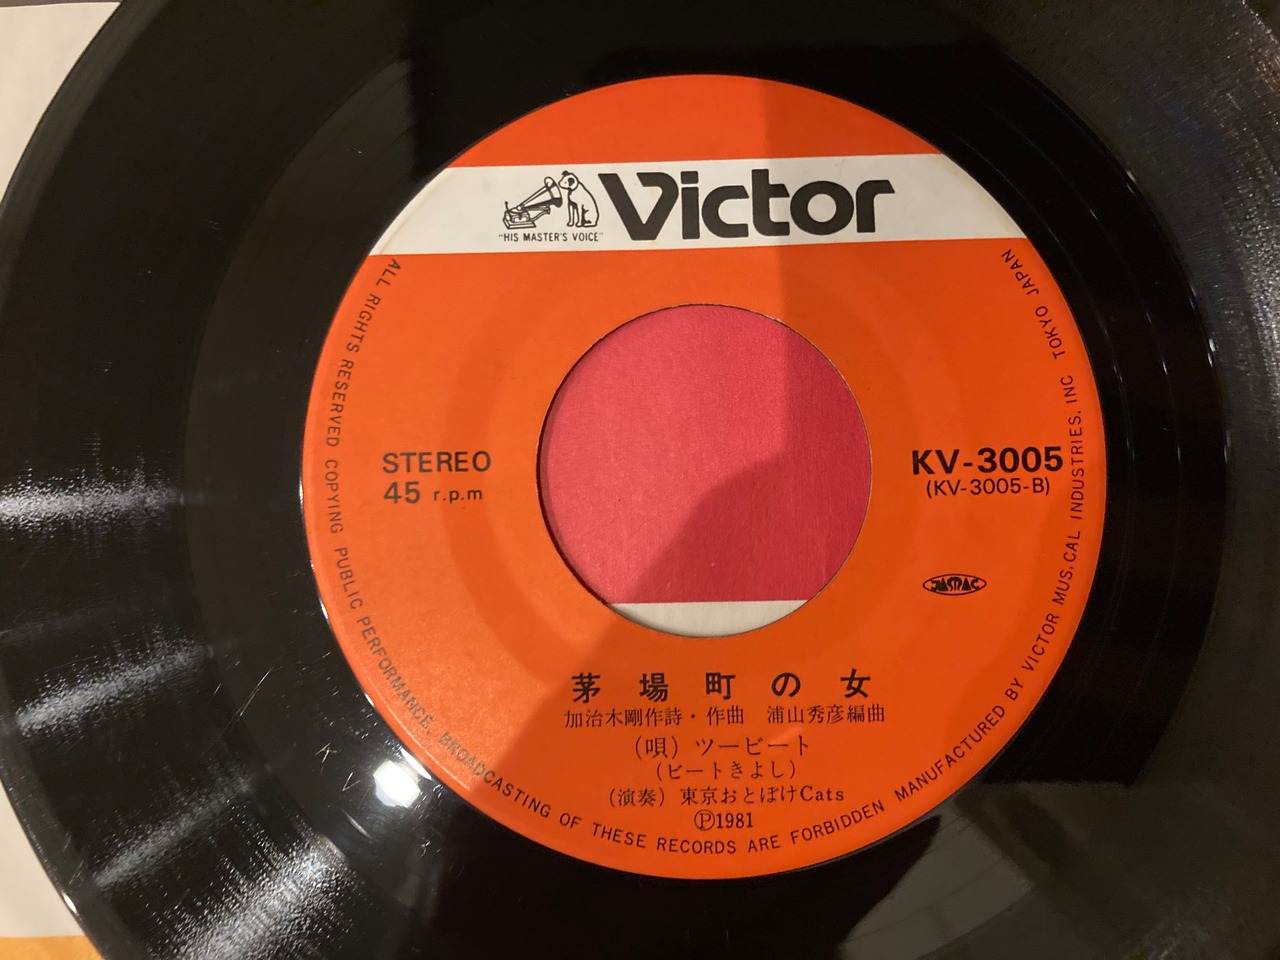 Victor
"HIS MASTER'S VOICE"
STEREO
45 r.p.m
KV-3005
(KV-3005-B)
JASRAC
茅場町の女
加治木剛作詩・作曲 浦山秀彦編曲
(唄) ツービート
(ビートきよし)
(演奏) 東京おとぼけCats
Ⓟ1981
ALL RIGHTS RESERVED COPYING PUBLIC PERFORMANCE, BROADCASTING OF THESE RECORDS ARE FORBIDDEN MANUFACTURED BY VICTOR MUSICAL INDUSTRIES, INC TOKYO JAPAN